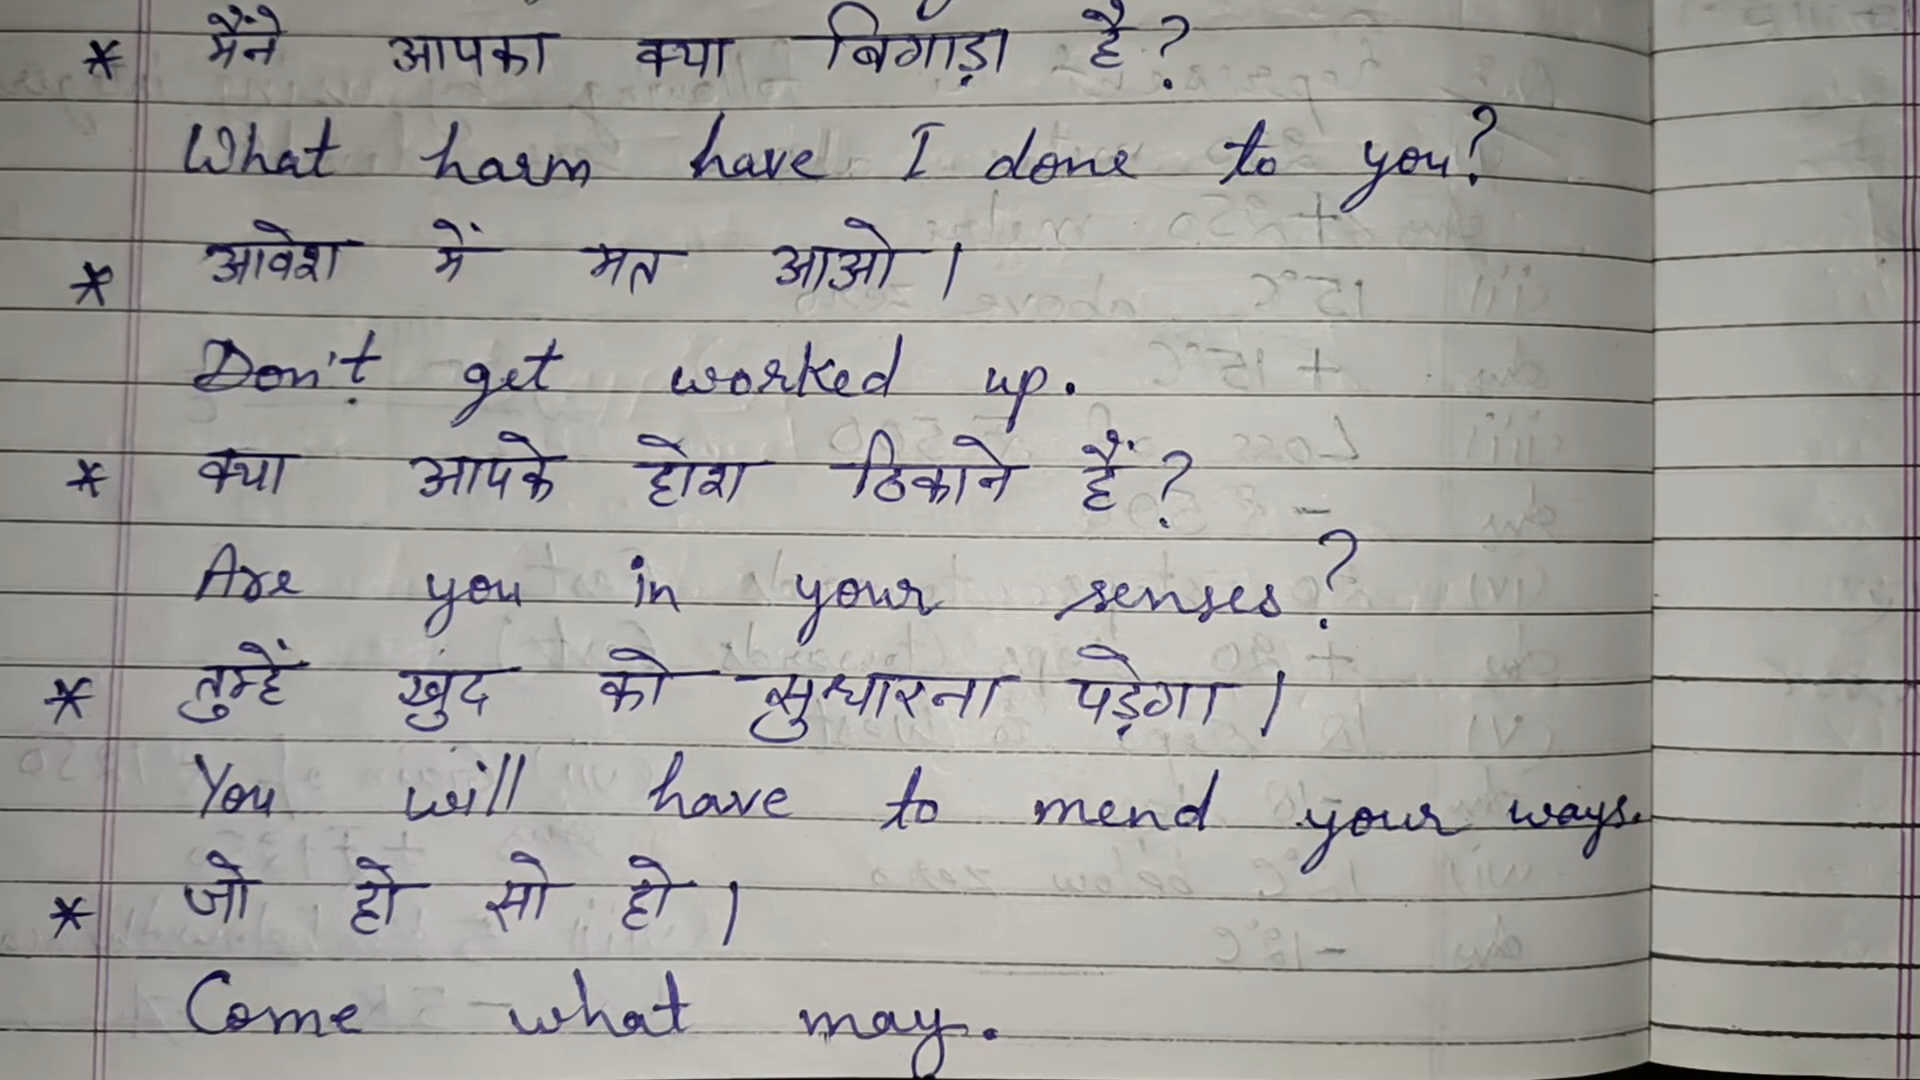 * मैंने आपका क्या बिगाड़ा है?
What harm have I done to you?
* आवेश में मत आओ।
Don't get worked up.
* क्या आपके होश ठिकाने हैं?
Are you in your senses?
* तुम्हें खुद को सुधारना पड़ेगा।
You will have to mend your ways.
* जो हो सो हो।
Come what may.